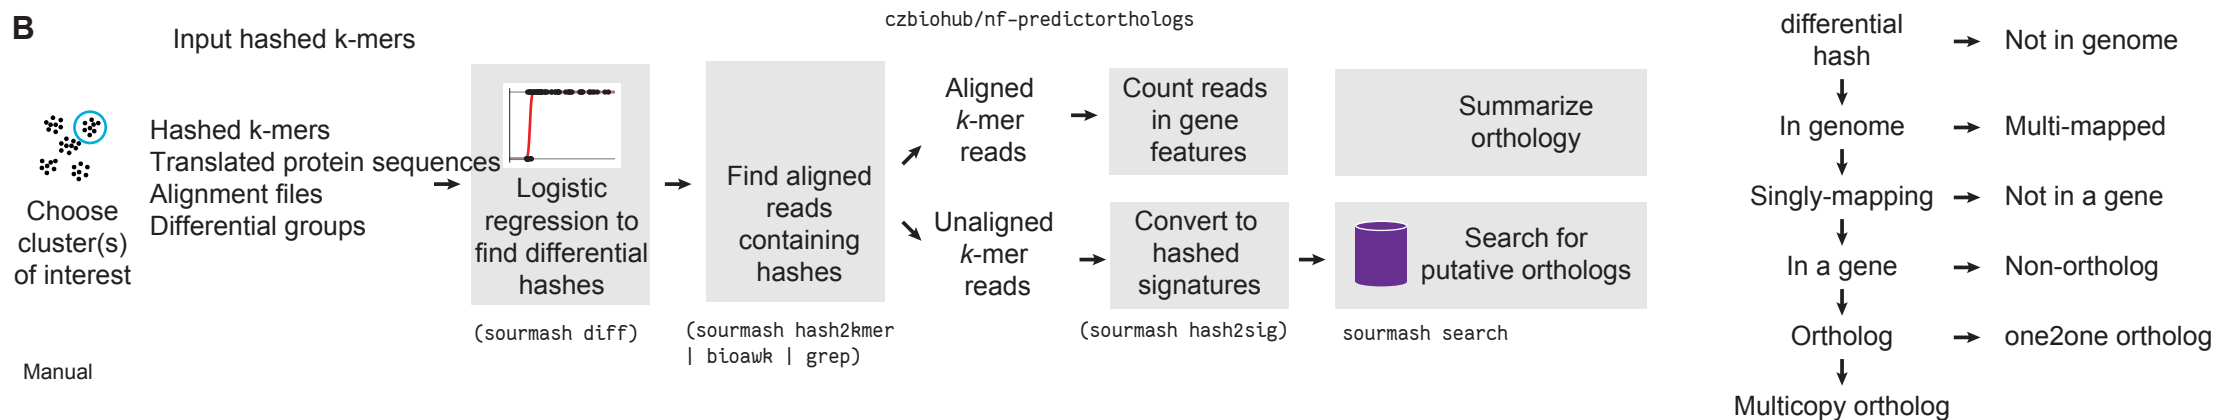 B
Input hashed k-mers
czbiohub/nf-predictorthologs
Choose
cluster(s)
of interest
Manual
Hashed k-mers
Translated protein sequences
Alignment files
Differential groups
Logistic
regression to
find differential
hashes
(sourmash diff)
Find aligned
reads
containing
hashes
(sourmash hash2kmer
| bioawk | grep)
Aligned
k-mer
reads
Count reads
in gene
features
Summarize
orthology
Unaligned
k-mer
reads
Convert to
hashed
signatures
(sourmash hash2sig)
Search for
putative orthologs
sourmash search
differential
hash
Not in genome
In genome
Multi-mapped
Singly-mapping
Not in a gene
In a gene
Non-ortholog
Ortholog
one2one ortholog
Multicopy ortholog